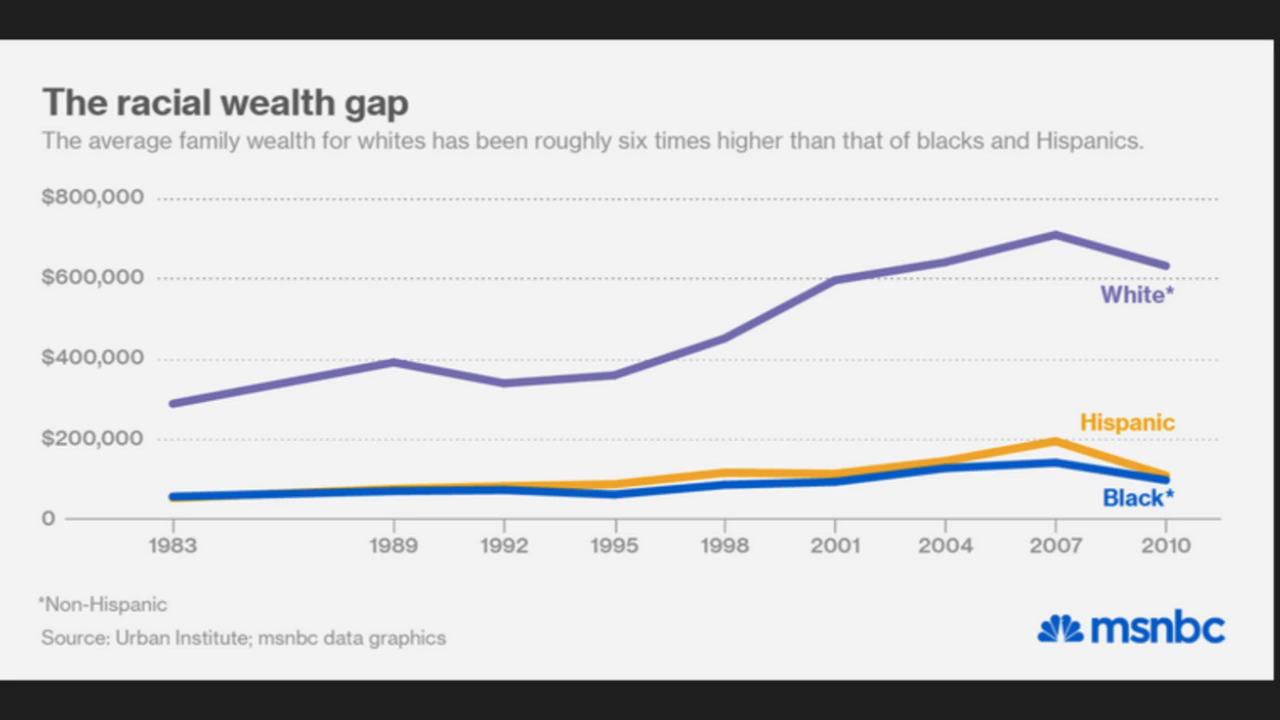 The racial wealth gap
The average family wealth for whites has been roughly six times higher than that of blacks and Hispanics.
$800,000
$600,000
White*
$400,000
Hispanic
$200,000
Black*
0
1983 1989 1992 1995 1998 2001 2004 2007 2010
*Non-Hispanic
Source: Urban Institute; msnbc data graphics
msnbc